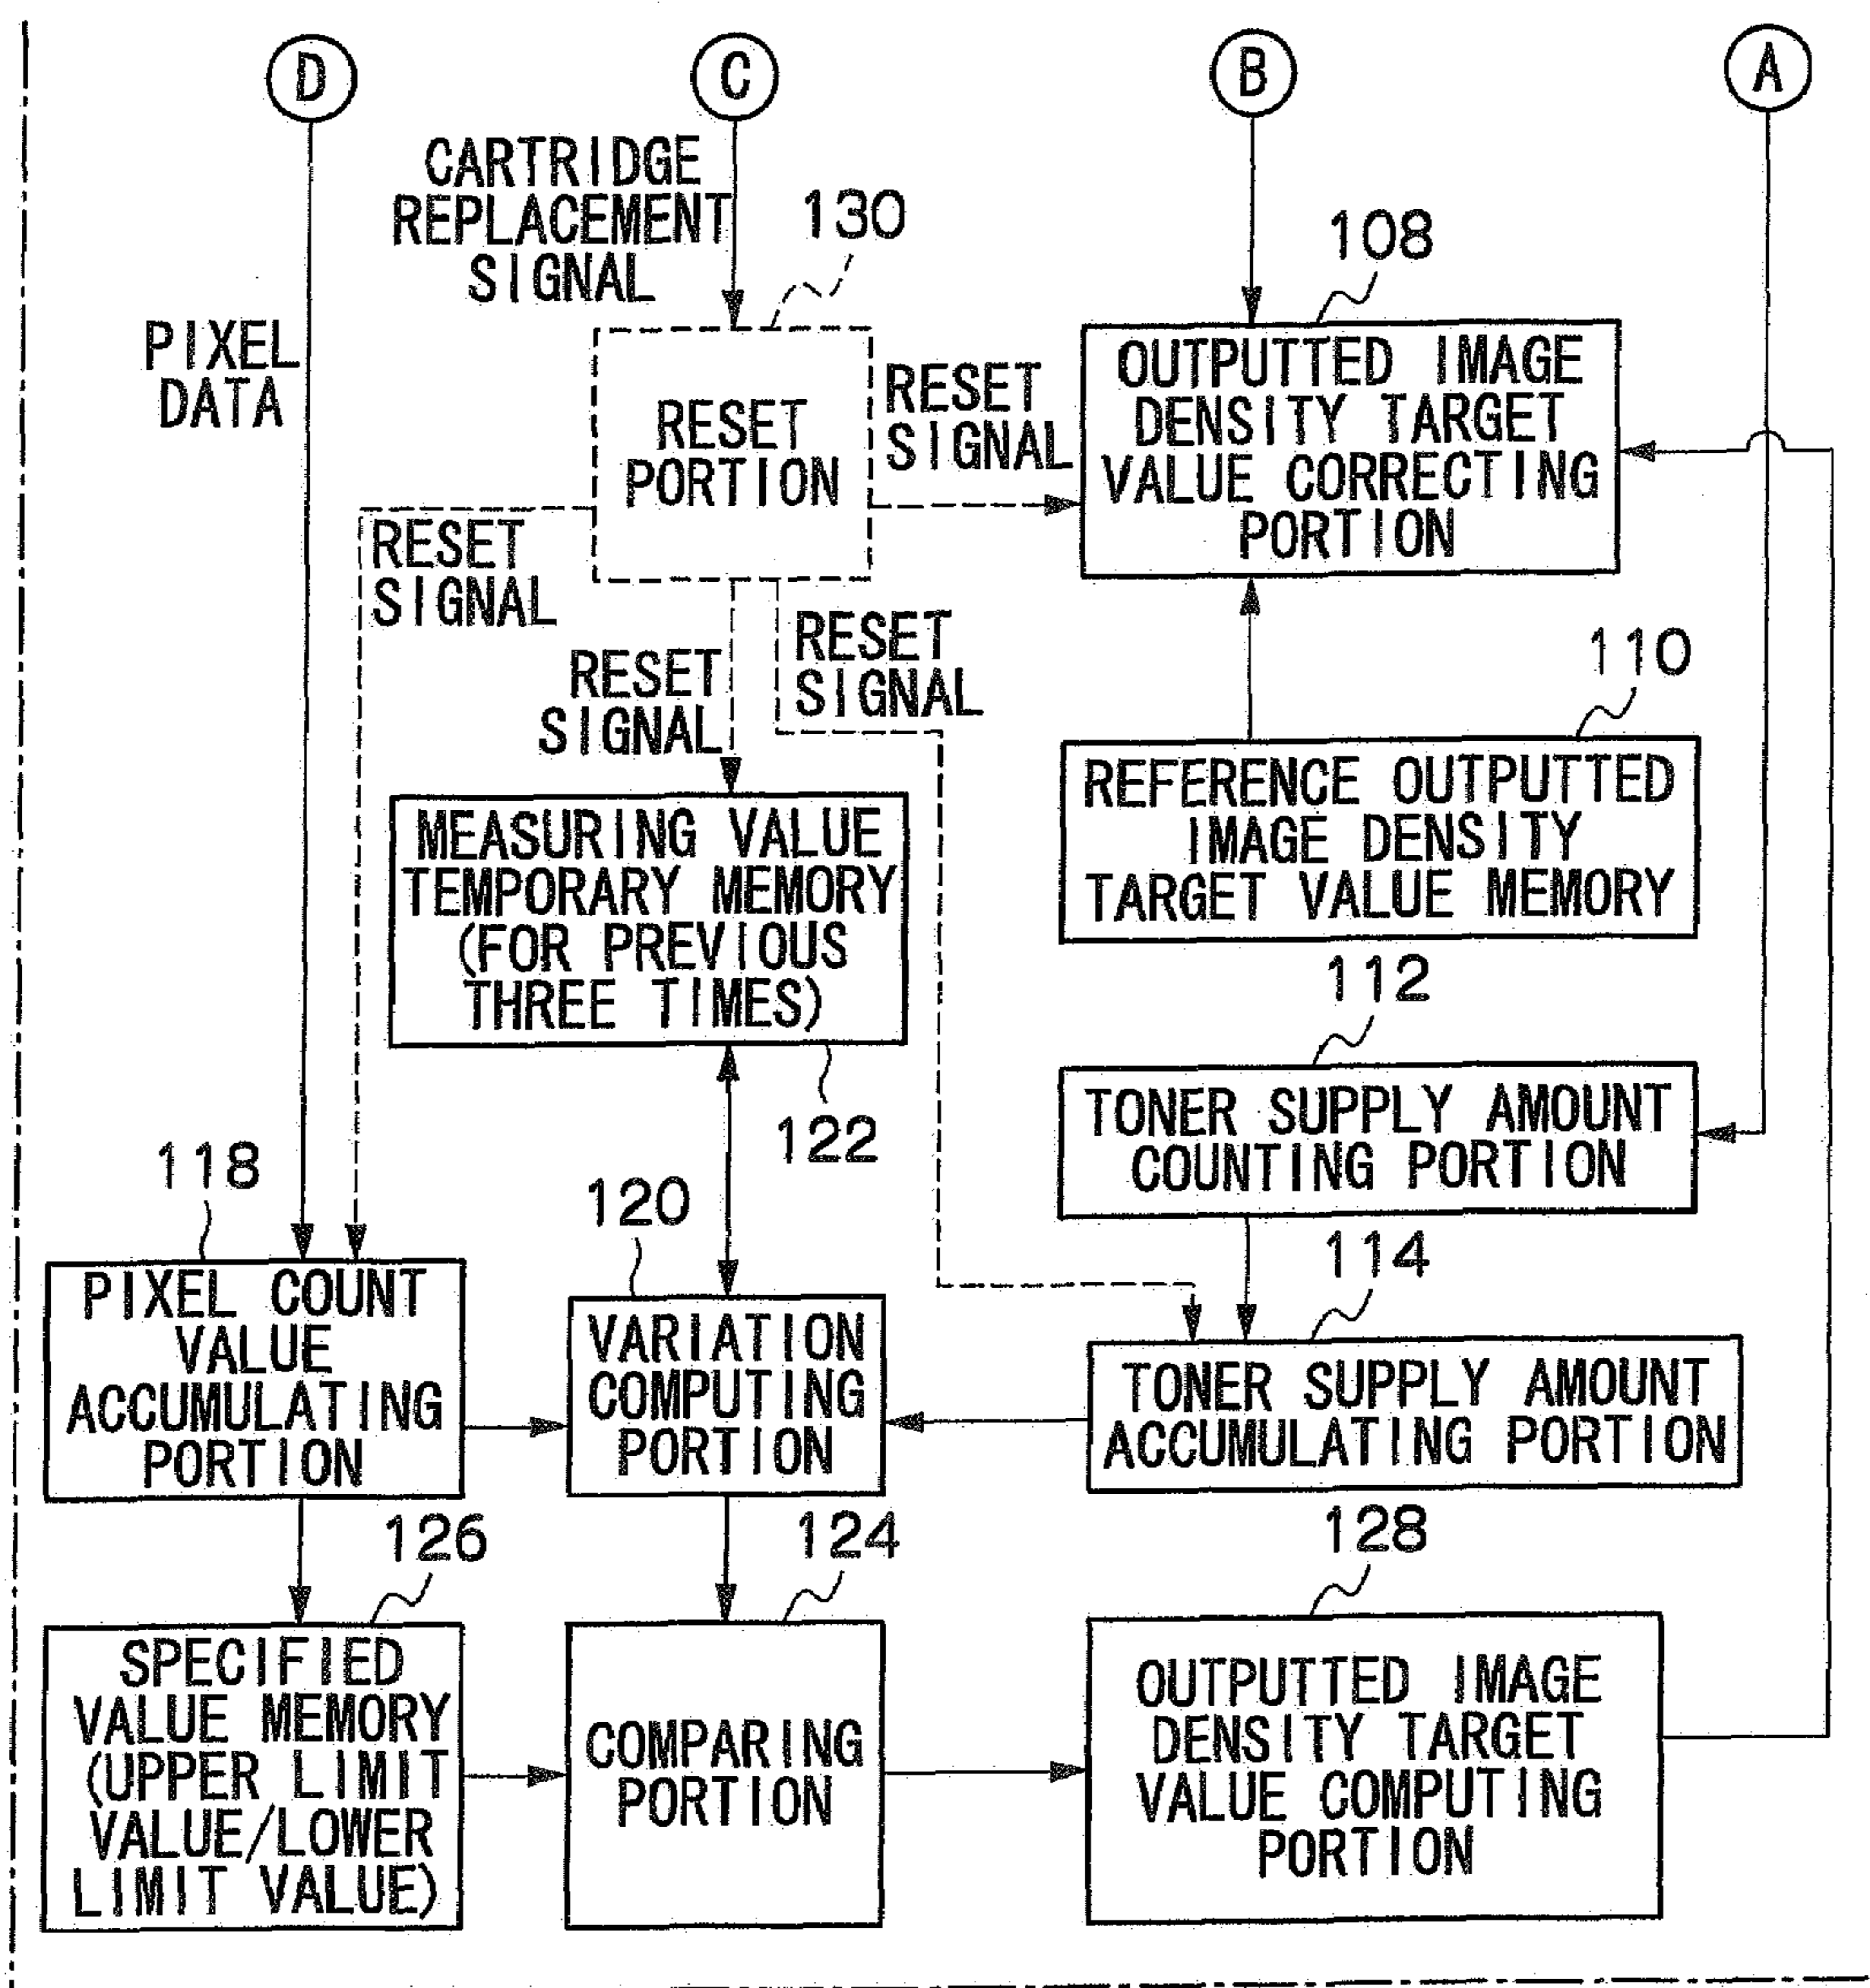 D
C
B
A
CARTRIDGE
REPLACEMENT
SIGNAL
130
108
PIXEL
DATA
RESET
PORTION
RESET
SIGNAL
OUTPUTTED IMAGE
DENSITY TARGET
VALUE CORRECTING
PORTION
RESET
SIGNAL
RESET
SIGNAL
RESET
SIGNAL
110
REFERENCE OUTPUTTED
IMAGE DENSITY
TARGET VALUE MEMORY
MEASURING VALUE
TEMPORARY MEMORY
(FOR PREVIOUS
THREE TIMES)
122
112
TONER SUPPLY AMOUNT
COUNTING PORTION
118
120
114
PIXEL COUNT
VALUE
ACCUMULATING
PORTION
VARIATION
COMPUTING
PORTION
TONER SUPPLY AMOUNT
ACCUMULATING PORTION
126
124
128
SPECIFIED
VALUE MEMORY
(UPPER LIMIT
VALUE/LOWER
LIMIT VALUE)
COMPARING
PORTION
OUTPUTTED IMAGE
DENSITY TARGET
VALUE COMPUTING
PORTION